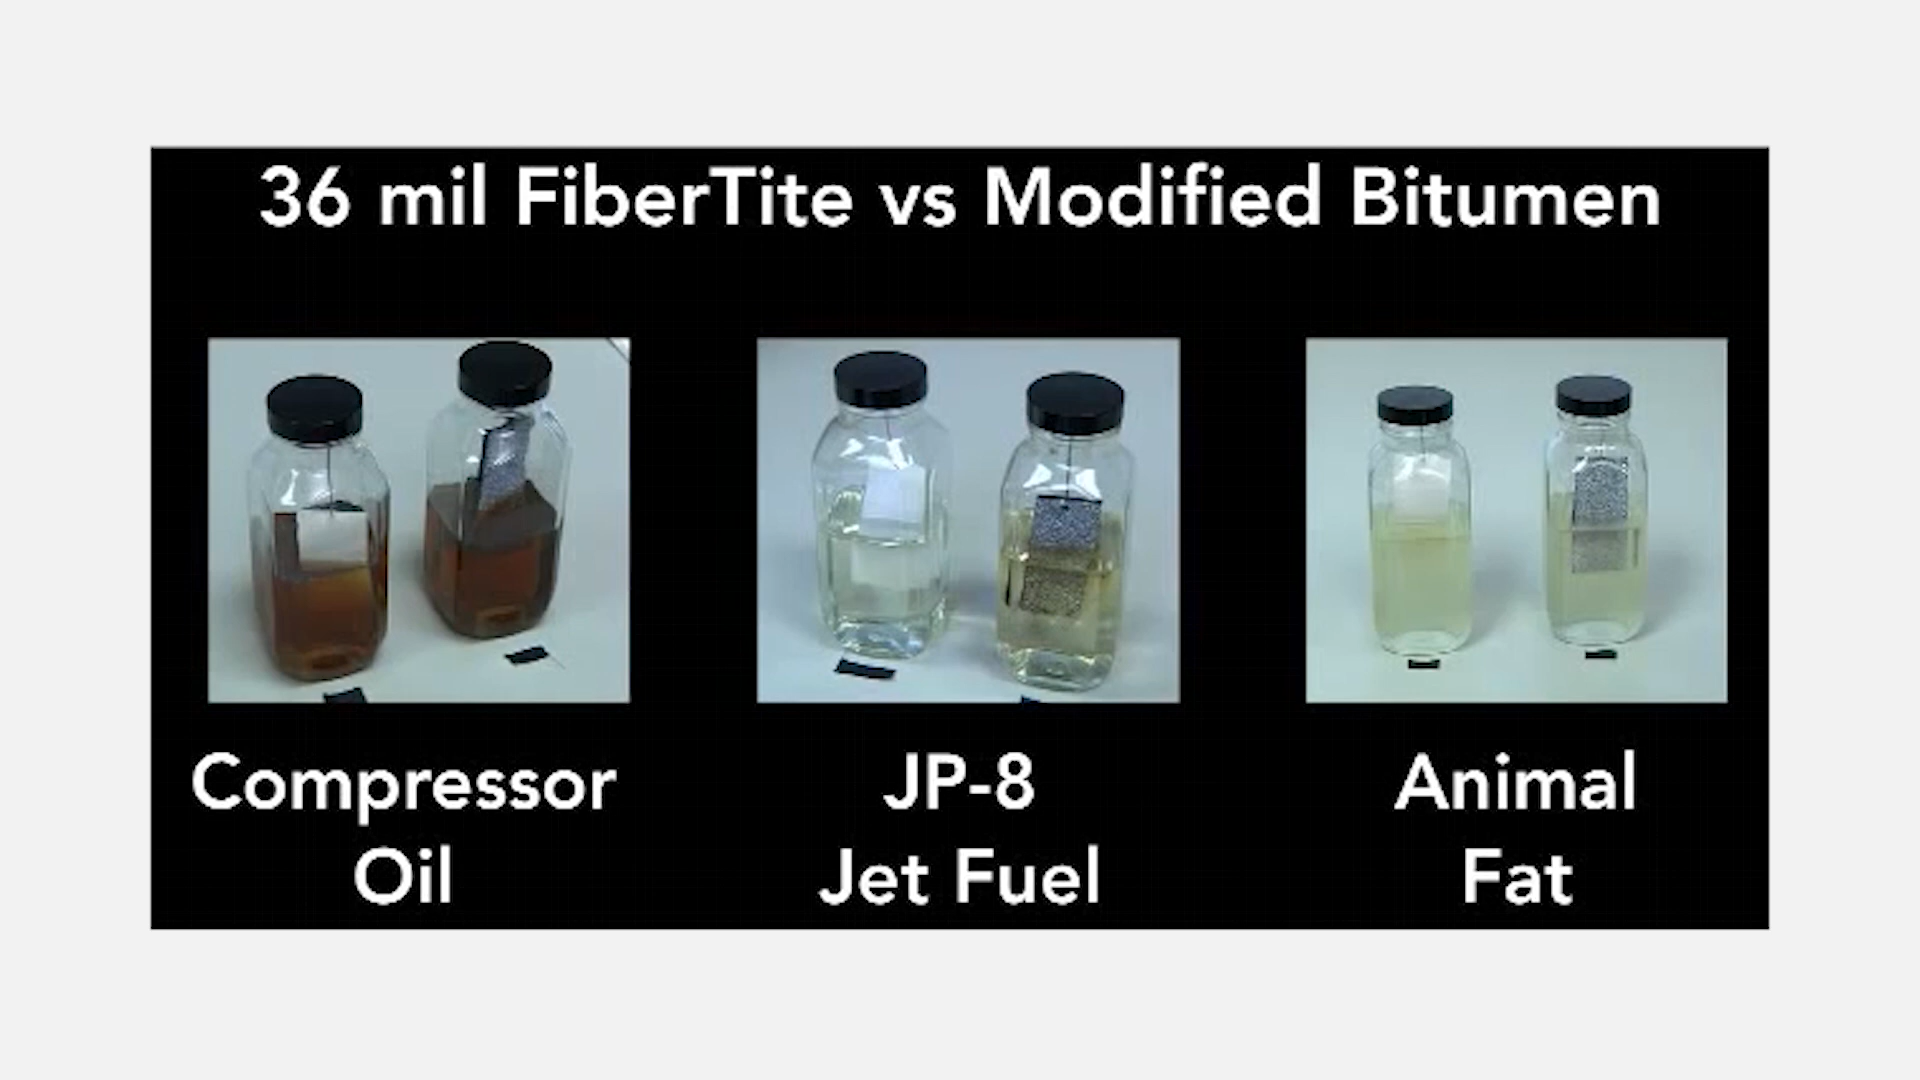 36 mil FiberTite vs Modified Bitumen
Compressor
Oil
JP-8
Jet Fuel
Animal
Fat